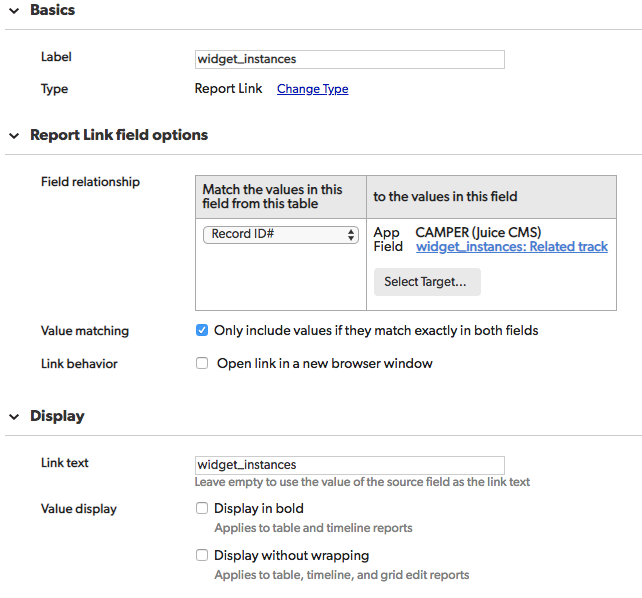 Basics
Label widget_instances
Type Report Link Change Type
Report Link field options
Field relationship
Match the values in this
field from this table
to the values in this field
Record ID#
App CAMPER (Juice CMS)
Field widget_instances: Related track
Select Target...
Value matching Only include values if they match exactly in both fields
Link behavior Open link in a new browser window
Display
Link text widget_instances
Leave empty to use the value of the source field as the link text
Value display Display in bold
Applies to table and timeline reports
Display without wrapping
Applies to table, timeline, and grid edit reports